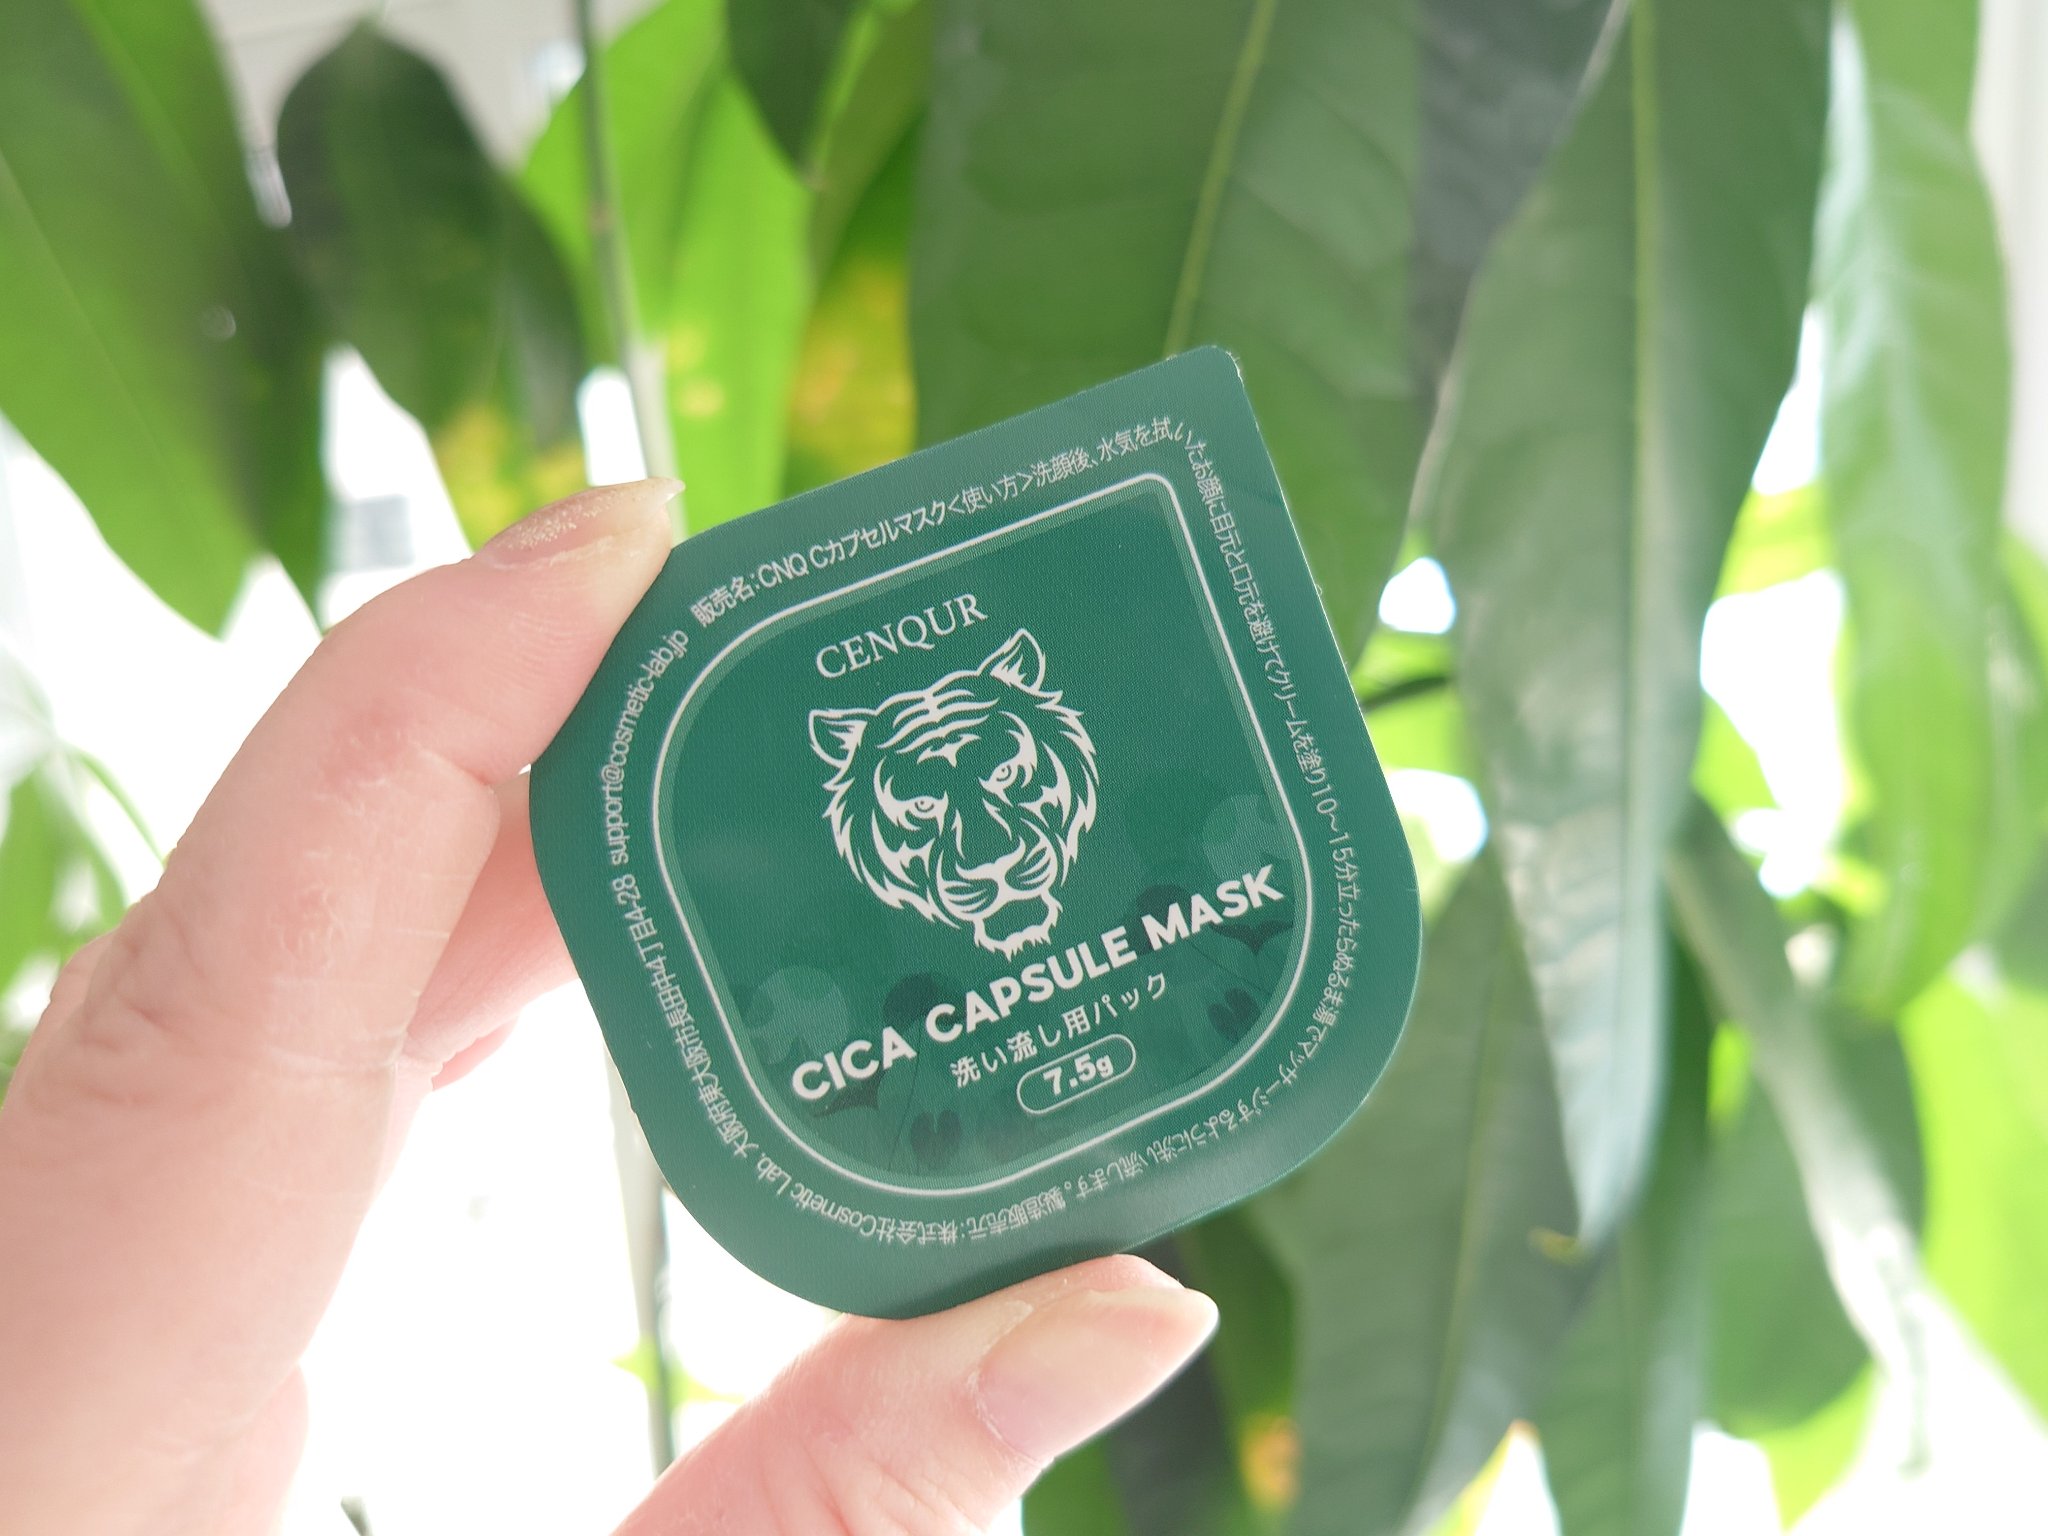 販売名:CNQ Cカプセルマスク<使い方>洗顔後、水気を拭いたお顔に目元と口元を避けてクリームを塗り10~15分立ったらぬるま湯でマッサージするように洗い流します。製造販売元:株式会社Cosmetic Lab. 大阪府東大阪市長田中4丁目4-28 support@cosmetic-lab.jp
CENQUR
CICA CAPSULE MASK
洗い流し用パック
7.5g